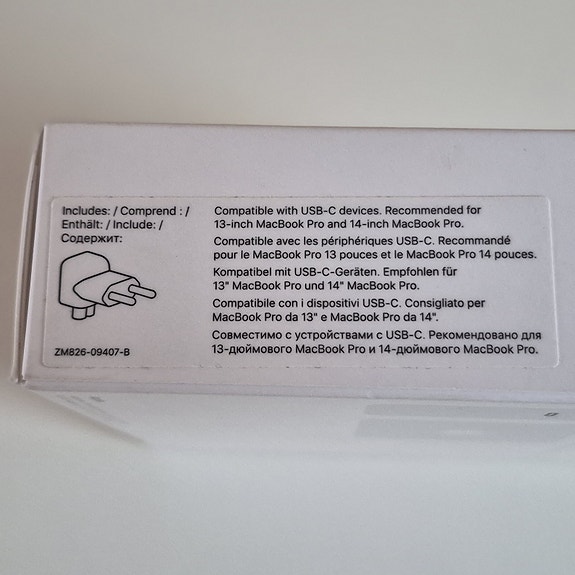 Includes: / Comprend : /
Enthält: / Include: /
Содержит:
ZM826-09407-B
Compatible with USB-C devices. Recommended for
13-inch MacBook Pro and 14-inch MacBook Pro.
Compatible avec les périphériques USB-C. Recommandé
pour le MacBook Pro 13 pouces et le MacBook Pro 14 pouces.
Kompatibel mit USB-C-Geräten. Empfohlen für
13" MacBook Pro und 14" MacBook Pro.
Compatibile con i dispositivi USB-C. Consigliato per
MacBook Pro da 13" e MacBook Pro da 14".
Совместимо с устройствами с USB-C. Рекомендовано для
13-дюймового MacBook Pro и 14-дюймового MacBook Pro.